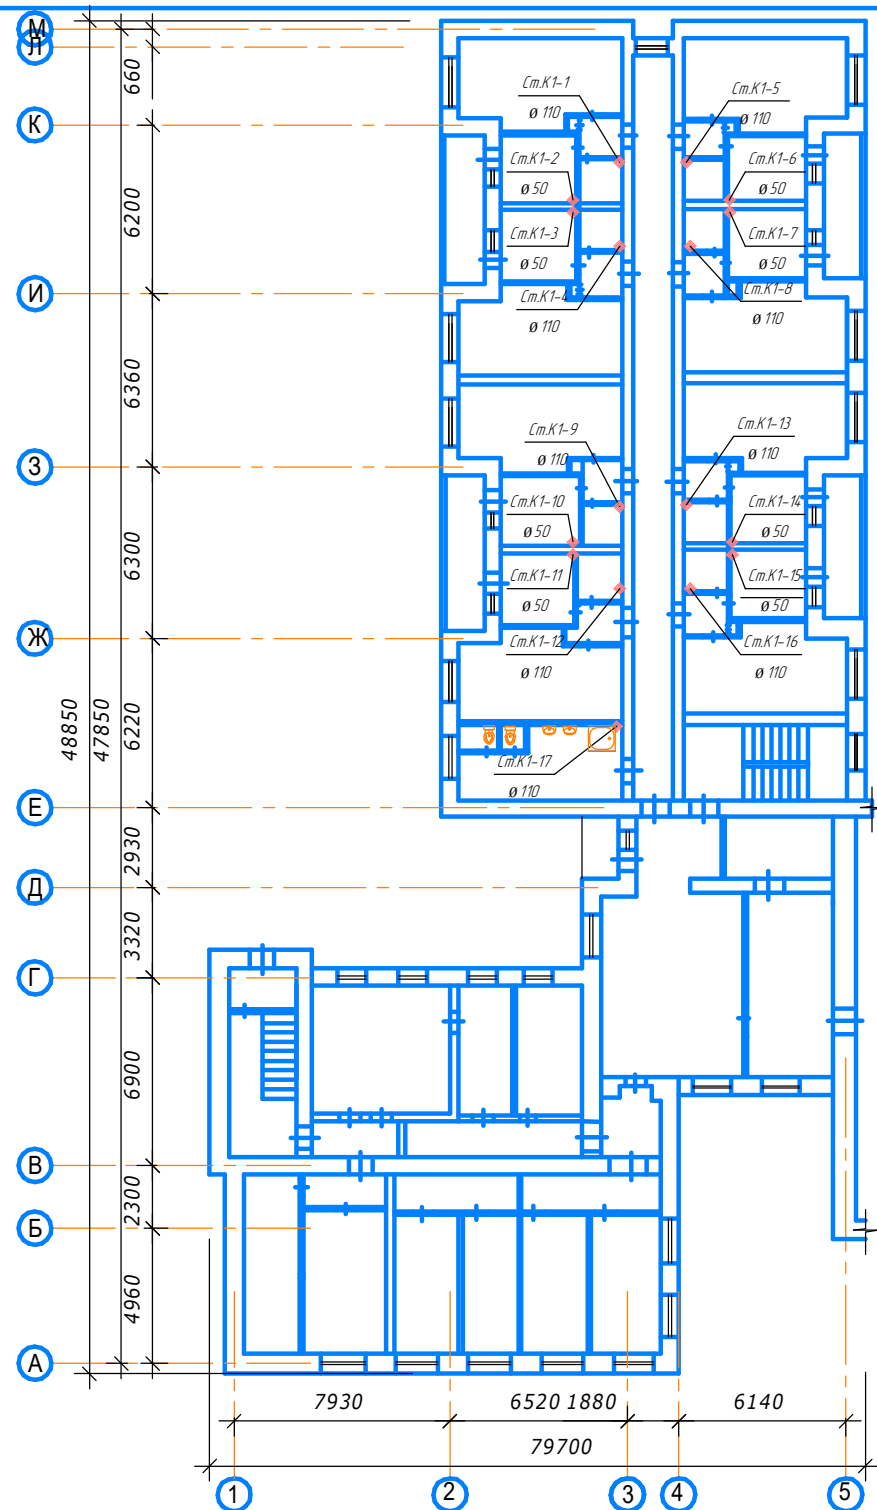 М
Л
660
Ст.К1-1
Ст.К1-5
ø 110
ø 110
К
Ст.К1-2
Ст.К1-6
ø 50
ø 50
6200
Ст.К1-3
Ст.К1-7
ø 50
ø 50
И
Ст.К1-4
Ст.К1-8
ø 110
ø 110
6360
Ст.К1-9
Ст.К1-13
ø 110
ø 110
З
Ст.К1-10
Ст.К1-14
ø 50
ø 50
6300
Ст.К1-11
Ст.К1-15
ø 50
ø 50
Ж
Ст.К1-12
Ст.К1-16
ø 110
ø 110
48850
47850
6220
Ст.К1-17
ø 110
Е
2930
Д
3320
Г
6900
В
2300
Б
4960
А
7930
6520
1880
6140
79700
1
2
3
4
5